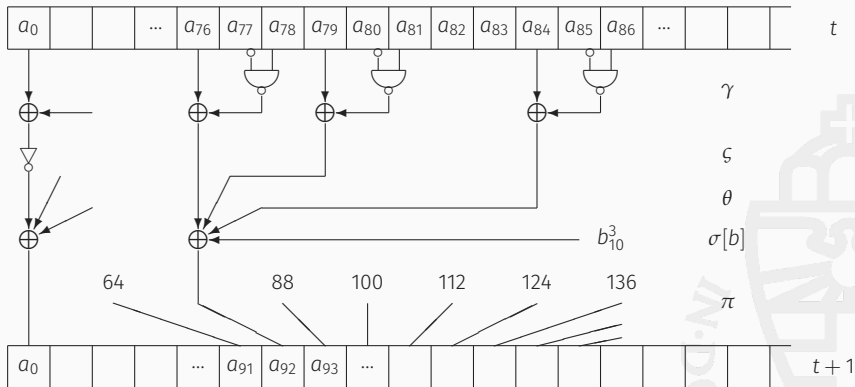 a0 ... a76 a77 a78 a79 a80 a81 a82 a83 a84 a85 a86 ... t
γ
ς
θ
b³₁₀ σ[b]
64 88 100 112 124 136 π
a0 ... a91 a92 a93 ... t + 1
IN·D